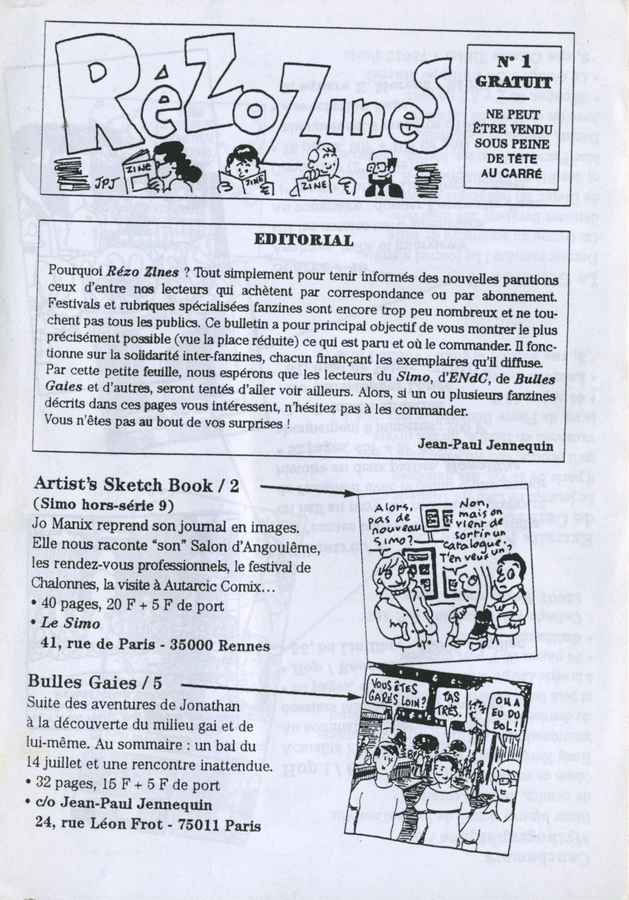 RéZoZines
JPJ
ZINE
ZINE
ZINE
N° 1
GRATUIT
NE PEUT
ÊTRE VENDU
SOUS PEINE
DE TÊTE
AU CARRÉ
EDITORIAL
Pourquoi Rézo Zines ? Tout simplement pour tenir informés des nouvelles parutions
ceux d'entre nos lecteurs qui achètent par correspondance ou par abonnement.
Festivals et rubriques spécialisées fanzines sont encore trop peu nombreux et ne tou-
chent pas tous les publics. Ce bulletin a pour principal objectif de vous montrer le plus
précisément possible (vue la place réduite) ce qui est paru et où le commander. Il fonc-
tionne sur la solidarité inter-fanzines, chacun finançant les exemplaires qu'il diffuse.
Par cette petite feuille, nous espérons que les lecteurs du Simo, d'ENdC, de Bulles
Gaies et d'autres, seront tentés d'aller voir ailleurs. Alors, si un ou plusieurs fanzines
décrits dans ces pages vous intéressent, n'hésitez pas à les commander.
Vous n'êtes pas au bout de vos surprises !
Jean-Paul Jennequin
Artist's Sketch Book / 2
(Simo hors-série 9)
Jo Manix reprend son journal en images.
Elle nous raconte "son" Salon d'Angoulême,
les rendez-vous professionnels, le festival de
Chalonnes, la visite à Autarcic Comix…
• 40 pages, 20 F + 5 F de port
• Le Simo
41, rue de Paris - 35000 Rennes
Alors,
pas de
nouveau
Simo?
Non,
mais on
vient de
sortir un
catalogue.
T'en veux un?
Bulles Gaies / 5
Suite des aventures de Jonathan
à la découverte du milieu gai et de
lui-même. Au sommaire : un bal du
14 juillet et une rencontre inattendue.
• 32 pages, 15 F + 5 F de port
• c/o Jean-Paul Jennequin
24, rue Léon Frot - 75011 Paris
VOUS ÊTES
GARÉS LOIN?
PAS
TRÈS.
ON A
EU DU
BOL!